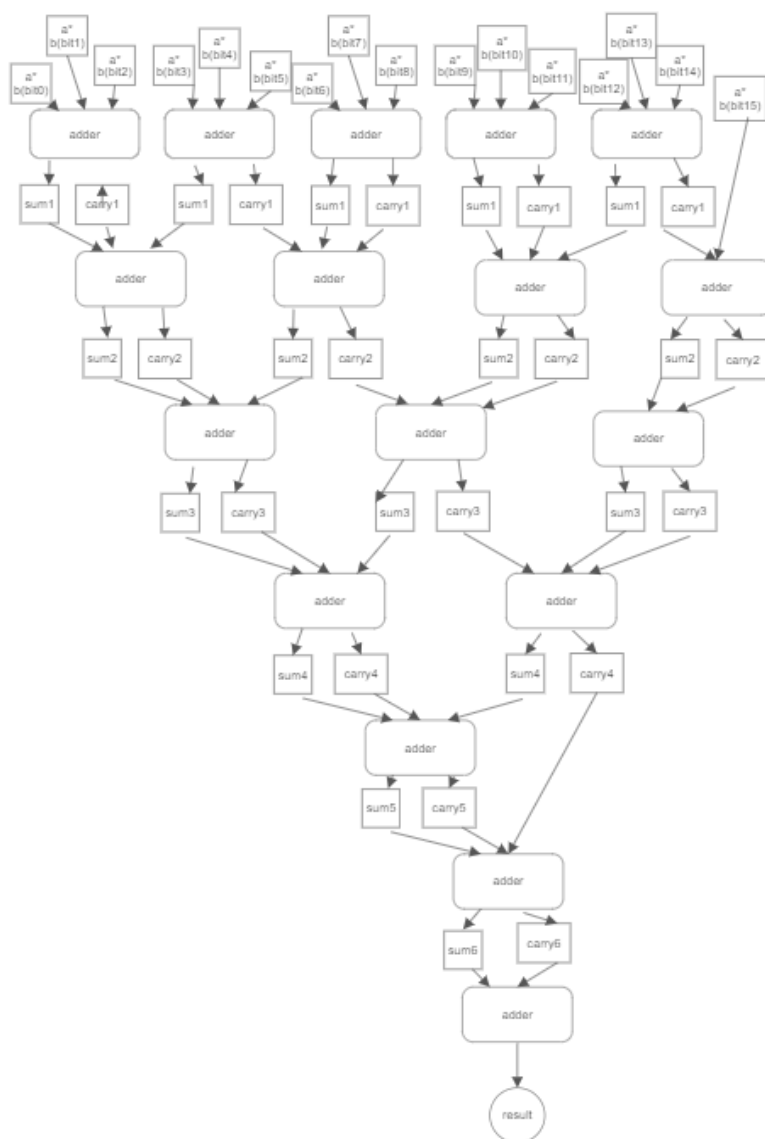 a*
b(bit0)
a*
b(bit1)
a*
b(bit2)
a*
b(bit3)
a*
b(bit4)
a*
b(bit5)
a*
b(bit6)
a*
b(bit7)
a*
b(bit8)
a*
b(bit9)
a*
b(bit10)
a*
b(bit11)
a*
b(bit12)
a*
b(bit13)
a*
b(bit14)
a*
b(bit15)
adder
adder
adder
adder
adder
sum1
carry1
sum1
carry1
sum1
carry1
sum1
carry1
sum1
carry1
adder
adder
adder
adder
sum2
carry2
sum2
carry2
sum2
carry2
sum2
carry2
adder
adder
adder
sum3
carry3
sum3
carry3
sum3
carry3
adder
adder
sum4
carry4
sum4
carry4
adder
sum5
carry5
adder
sum6
carry6
adder
result